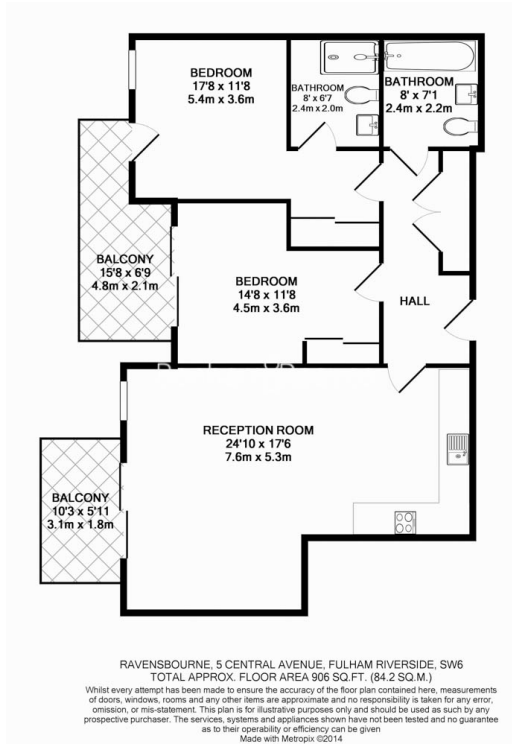 BEDROOM
17'8 x 11'8
5.4m x 3.6m
BATHROOM
8' x 6'7
2.4m x 2.0m
BATHROOM
8' x 7'1
2.4m x 2.2m
BALCONY
15'8 x 6'9
4.8m x 2.1m
BEDROOM
14'8 x 11'8
4.5m x 3.6m
HALL
RECEPTION ROOM
24'10 x 17'6
7.6m x 5.3m
BALCONY
10'3 x 5'11
3.1m x 1.8m
RAVENSBOURNE, 5 CENTRAL AVENUE, FULHAM RIVERSIDE, SW6
TOTAL APPROX. FLOOR AREA 906 SQ.FT. (84.2 SQ.M.)
Whilst every attempt has been made to ensure the accuracy of the floor plan contained here, measurements
of doors, windows, rooms and any other items are approximate and no responsibility is taken for any error,
omission, or mis-statement. This plan is for illustrative purposes only and should be used as such by any
prospective purchaser. The services, systems and appliances shown have not been tested and no guarantee
as to their operability or efficiency can be given
Made with Metropix ©2014